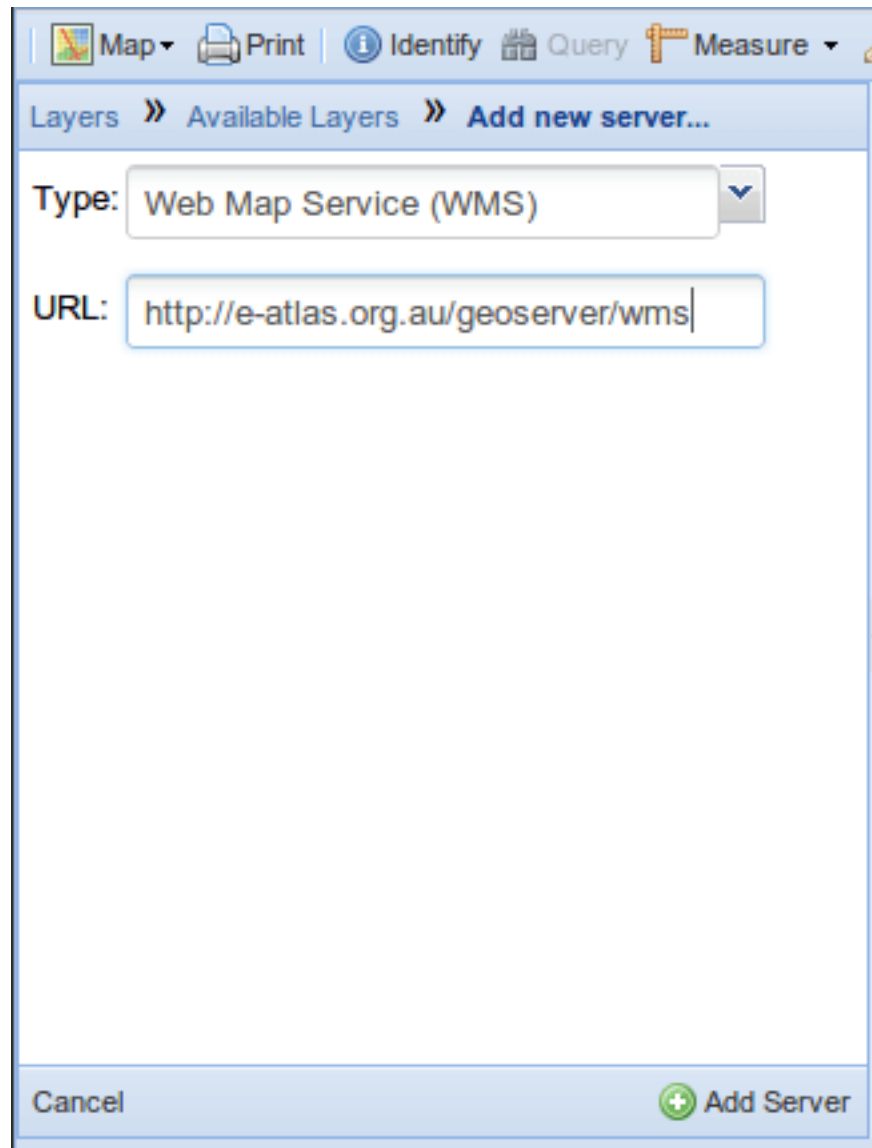 Map Print Identify Query Measure
Layers » Available Layers » Add new server...
Type: Web Map Service (WMS)
URL: http://e-atlas.org.au/geoserver/wms
Cancel Add Server